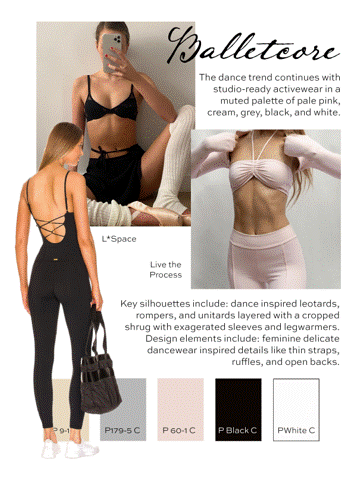 Balletcore
The dance trend continues with
studio-ready activewear in a
muted palette of pale pink,
cream, grey, black, and white.
L*Space
Live the
Process
Key silhouettes include: dance inspired leotards,
rompers, and unitards layered with a cropped
shrug with exagerated sleeves and legwarmers.
Design elements include: feminine delicate
dancewear inspired details like thin straps,
ruffles, and open backs.
P 9-1
P179-5 C
P 60-1 C
P Black C
PWhite C